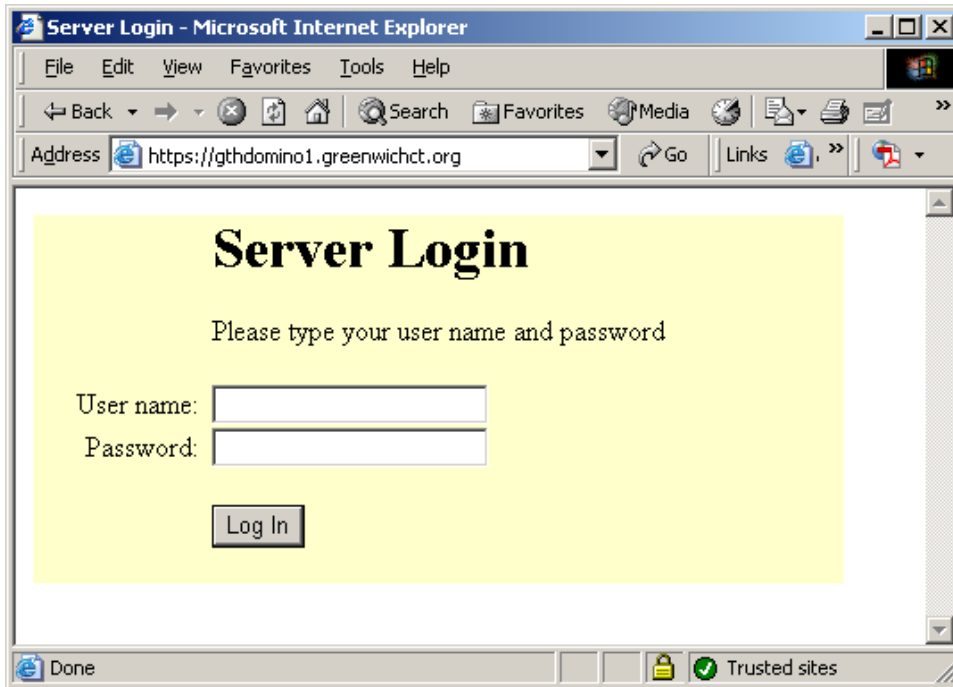 Server Login - Microsoft Internet Explorer
File Edit View Favorites Tools Help
Back Search Favorites Media »
Address https://gthdomino1.greenwichct.org Go Links »
Server Login
Please type your user name and password
User name:
Password:
Log In
Done Trusted sites